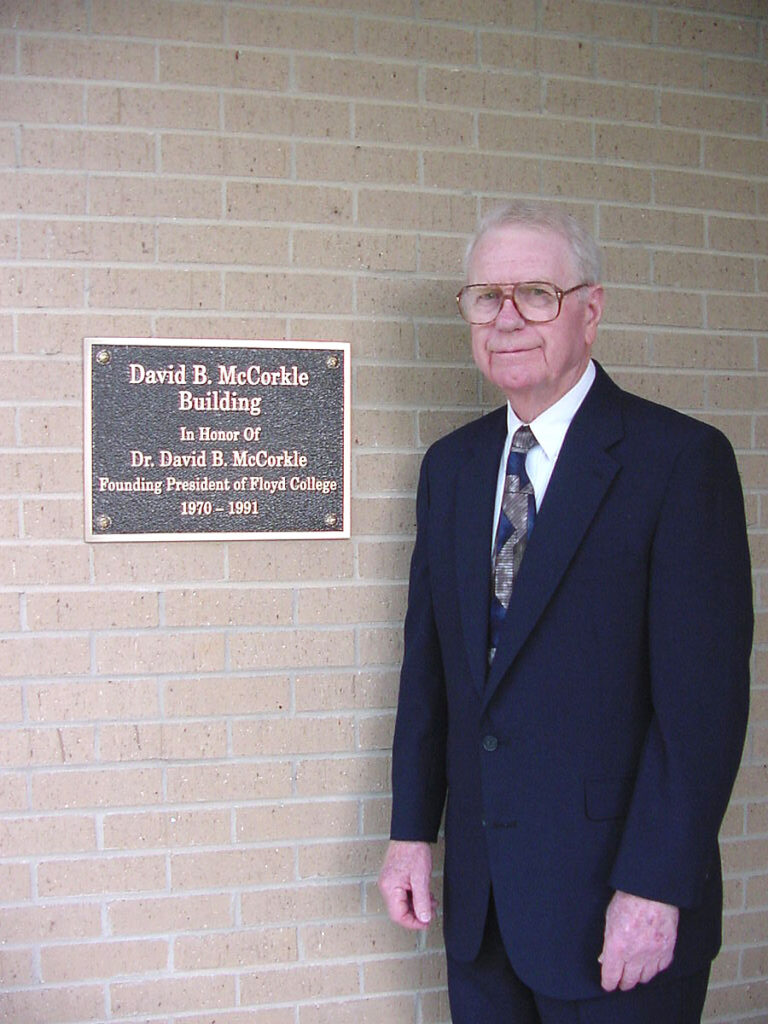 David B. McCorkle
Building
In Honor Of
Dr. David B. McCorkle
Founding President of Floyd College
1970 – 1991